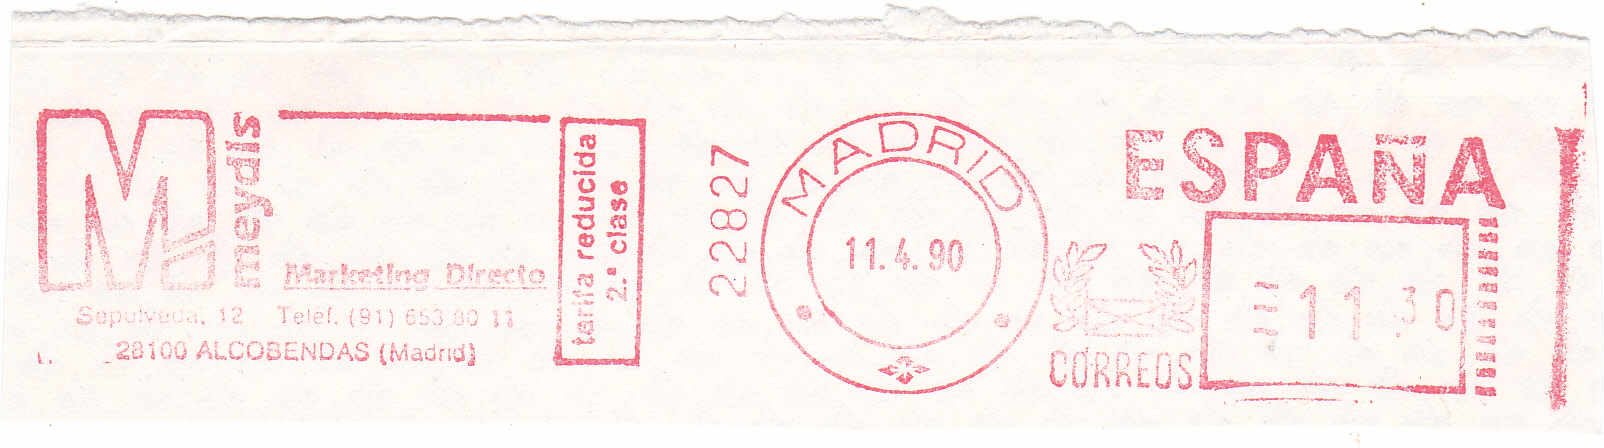 M
meydis
Marketing Directo
Sepulveda, 12 Telef. (91) 653 60 11
28100 ALCOBENDAS (Madrid)
tarifa reducida
2.ª clase
22827
MADRID
11.4.90
ESPAÑA
CORREOS
11 30